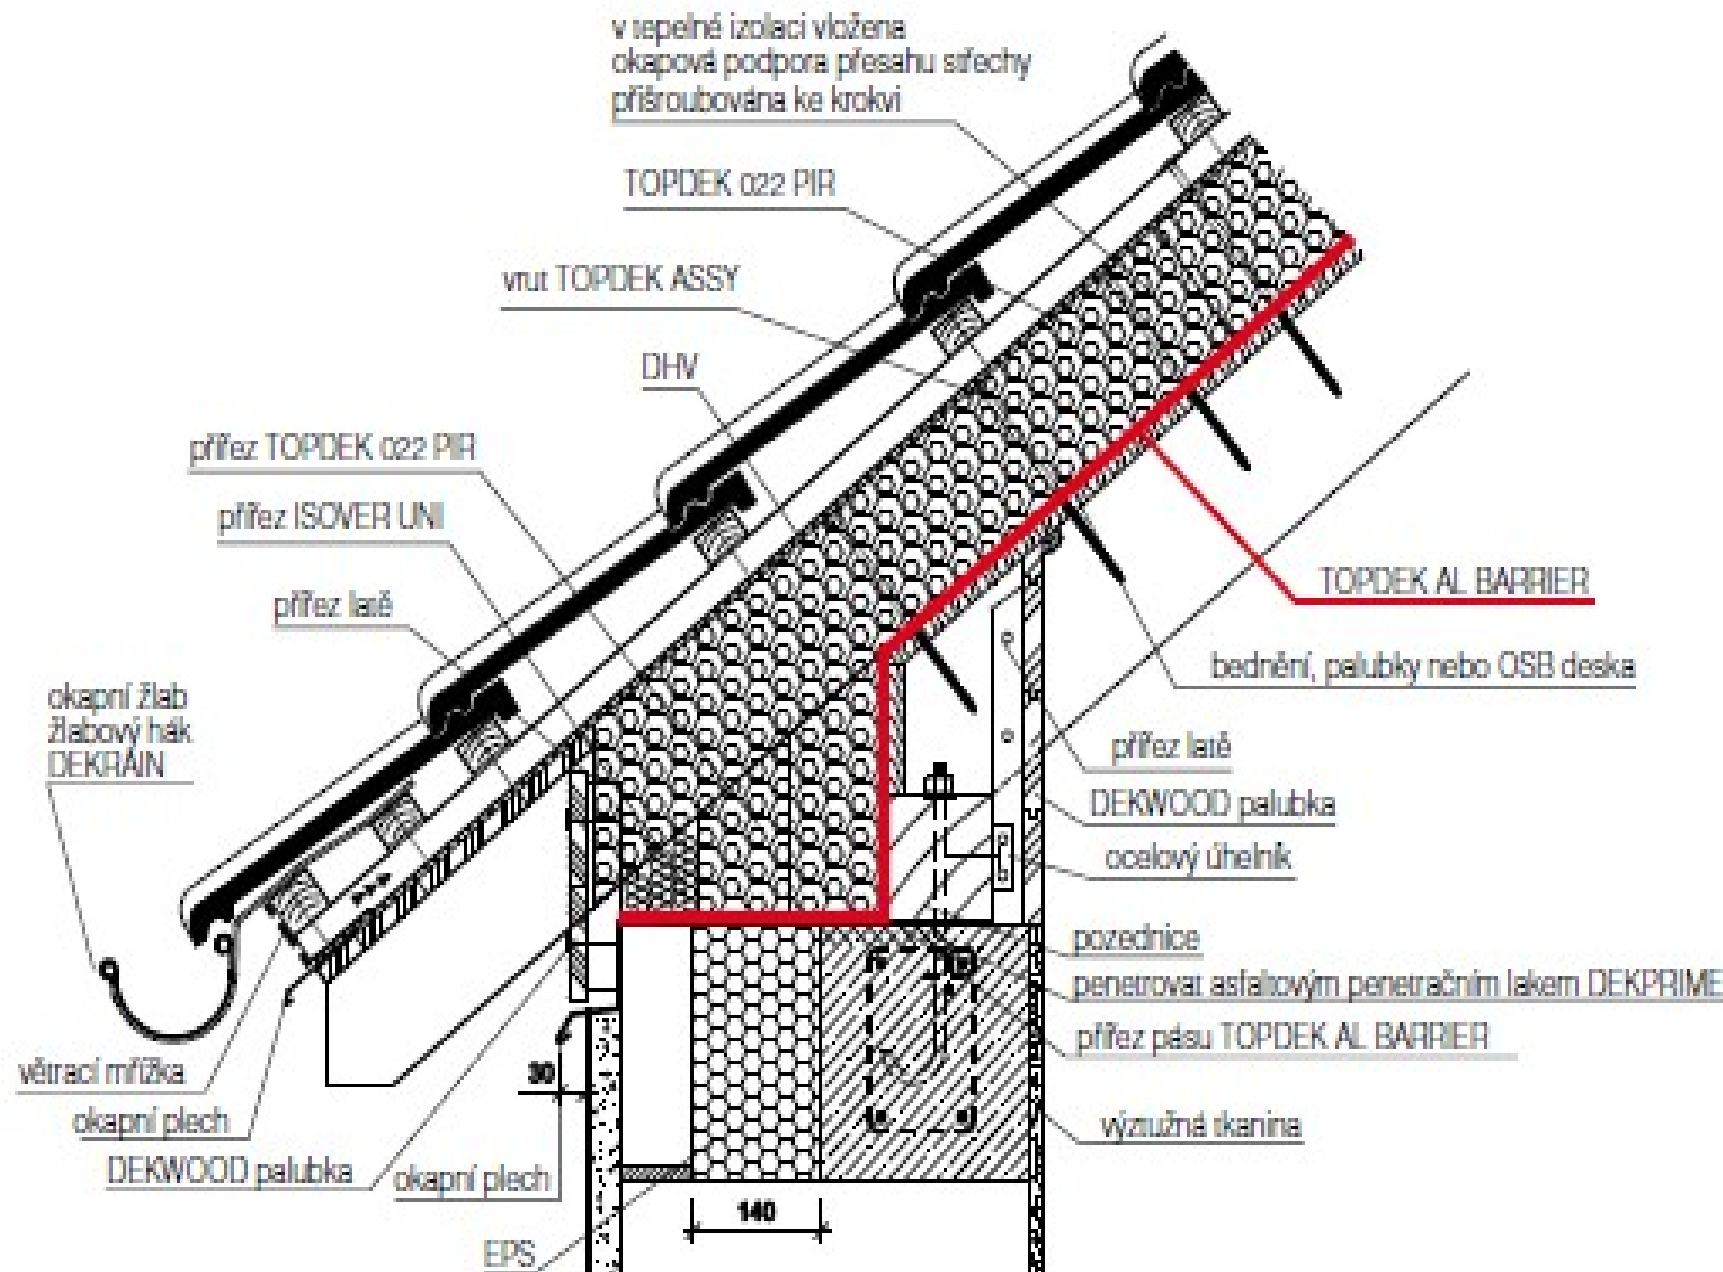 v tepelné izolaci vložena
okapová podpora přesahu střechy
přišroubována ke krokvi
TOPDEK 022 PIR
vrut TOPDEK ASSY
DHV
přířez TOPDEK 022 PIR
přířez ISOVER UNI
přířez latě
okapní žlab
žlabový hák
DEKRAIN
TOPDEK AL BARRIER
bednění, palubky nebo OSB deska
přířez latě
DEKWOOD palubka
ocelový úhelník
pozednice
penetrovat asfaltovým penetračním lakem DEKPRIMER
přířez pásu TOPDEK AL BARRIER
výztužná tkanina
větrací mřížka
okapní plech
DEKWOOD palubka
30
okapní plech
140
EPS